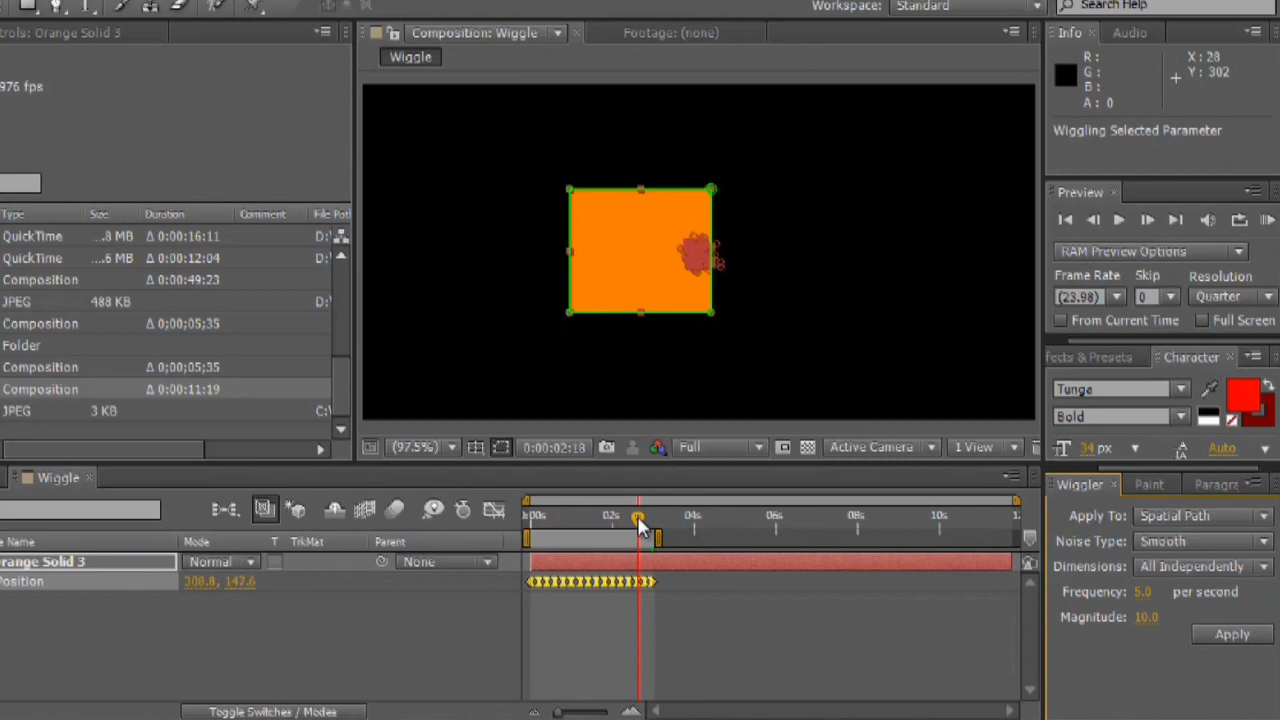 Workspace: Standard
Search Help
trols: Orange Solid 3
Composition: Wiggle
Footage: (none)
Info
Audio
Wiggle
976 fps
R:
G:
B:
A: 0
X: 28
Y: 302
Wiggling Selected Parameter
Preview
Type
Size
Duration
Comment
File Pat
QuickTime
...8 MB
Δ 0:00:16:11
D:\
QuickTime
...6 MB
Δ 0:00:12:04
D:\
Composition
Δ 0:00:49:23
JPEG
488 KB
D:\
Composition
Δ 0;00;05;35
Folder
Composition
Δ 0;00;05;35
Composition
Δ 0:00:11:19
JPEG
3 KB
C:\
RAM Preview Options
Frame Rate
Skip
Resolution
(23.98)
0
Quarter
From Current Time
Full Screen
ffects & Presets
Character
Tunga
Bold
34 px
Auto
(97.5%)
0:00:02:18
Full
Active Camera
1 View
Wiggle
Wiggler
Paint
Paragra
Apply To: Spatial Path
Noise Type: Smooth
Dimensions: All Independently
Frequency: 5.0 per second
Magnitude: 10.0
Apply
:00s
02s
04s
06s
08s
10s
12
e Name
Mode
T
TrkMat
Parent
Orange Solid 3
Normal
None
Position
308.8, 147.6
Toggle Switches / Modes